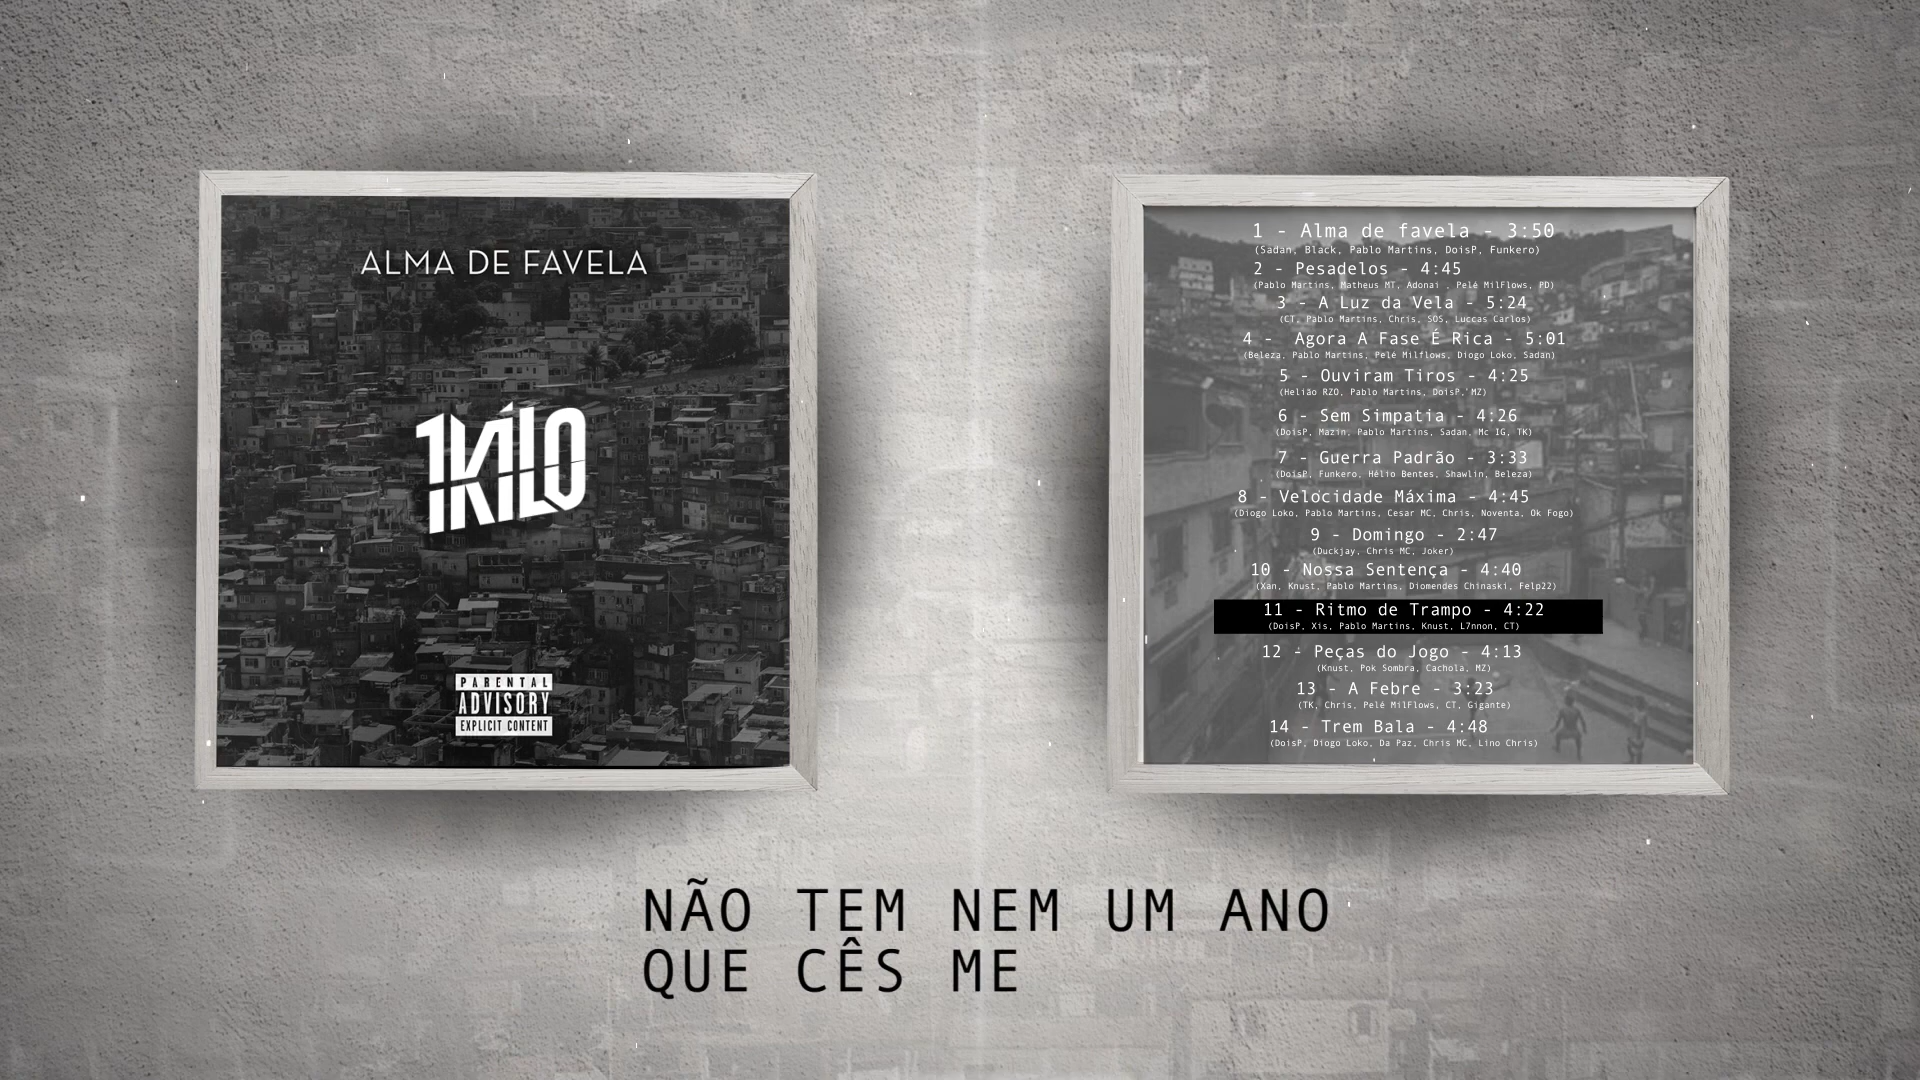 ALMA DE FAVELA
1KILO
PARENTAL
ADVISORY
EXPLICIT CONTENT
1 - Alma de favela - 3:50
(Sadan, Black, Pablo Martins, DoisP, Funkero)
2 - Pesadelos - 4:45
(Pablo Martins, Matheus MT, Adonai , Pelé MilFlows, PD)
3 - A Luz da Vela - 5:24
(CT, Pablo Martins, Chris, SOS, Luccas Carlos)
4 - Agora A Fase É Rica - 5:01
(Beleza, Pablo Martins, Pelé Milflows, Diogo Loko, Sadan)
5 - Ouviram Tiros - 4:25
(Helião RZO, Pablo Martins, DoisP, MZ)
6 - Sem Simpatia - 4:26
(DoisP, Mazin, Pablo Martins, Sadan, Mc IG, TK)
7 - Guerra Padrão - 3:33
(DoisP, Funkero, Hélio Bentes, Shawlin, Beleza)
8 - Velocidade Máxima - 4:45
(Diogo Loko, Pablo Martins, Cesar MC, Chris, Noventa, Ok Fogo)
9 - Domingo - 2:47
(Duckjay, Chris MC, Joker)
10 - Nossa Sentença - 4:40
(Xan, Knust, Pablo Martins, Diomendes Chinaski, Felp22)
11 - Ritmo de Trampo - 4:22
(DoisP, Xis, Pablo Martins, Knust, L7nnon, CT)
12 - Peças do Jogo - 4:13
(Knust, Pok Sombra, Cachola, MZ)
13 - A Febre - 3:23
(TK, Chris, Pelé MilFlows, CT, Gigante)
14 - Trem Bala - 4:48
(DoisP, Diogo Loko, Da Paz, Chris MC, Lino Chris)
NÃO TEM NEM UM ANO
QUE CÊS ME